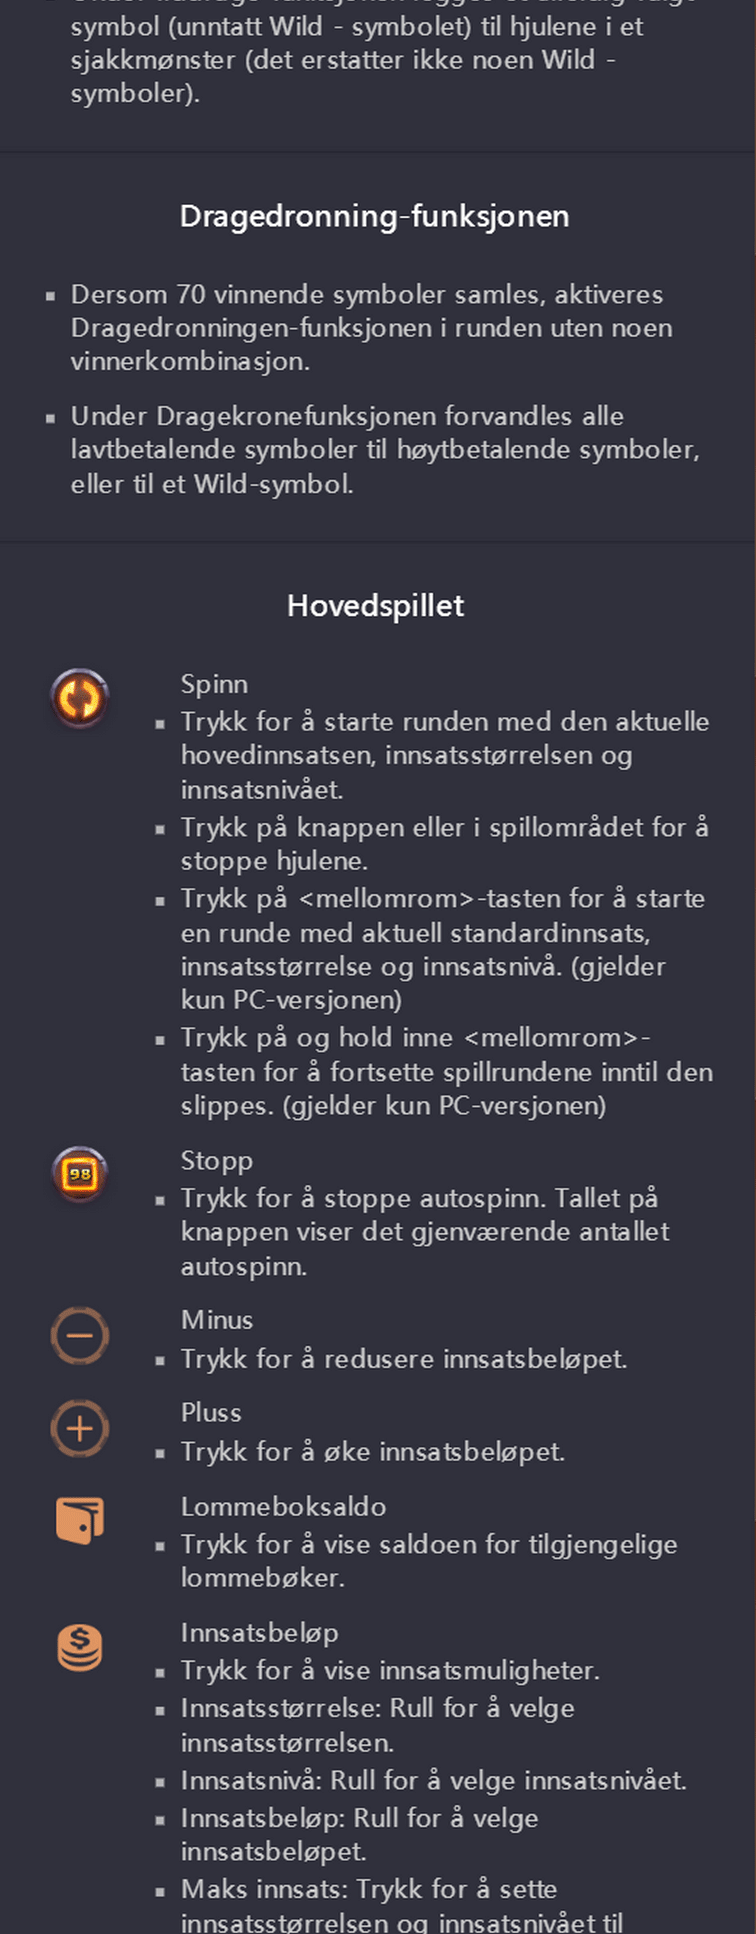 symbol (unntatt Wild - symbolet) til hjulene i et
sjakkmønster (det erstatter ikke noen Wild -
symboler).
Dragedronning-funksjonen
▪ Dersom 70 vinnende symboler samles, aktiveres
Dragedronningen-funksjonen i runden uten noen
vinnerkombinasjon.
▪ Under Dragekronefunksjonen forvandles alle
lavtbetalende symboler til høytbetalende symboler,
eller til et Wild-symbol.
Hovedspillet
Spinn
▪ Trykk for å starte runden med den aktuelle
hovedinnsatsen, innsatsstørrelsen og
innsatsnivået.
▪ Trykk på knappen eller i spillområdet for å
stoppe hjulene.
▪ Trykk på <mellomrom>-tasten for å starte
en runde med aktuell standardinnsats,
innsatsstørrelse og innsatsnivå. (gjelder
kun PC-versjonen)
▪ Trykk på og hold inne <mellomrom>-
tasten for å fortsette spillrundene inntil den
slippes. (gjelder kun PC-versjonen)
98
Stopp
▪ Trykk for å stoppe autospinn. Tallet på
knappen viser det gjenværende antallet
autospinn.
Minus
▪ Trykk for å redusere innsatsbeløpet.
Pluss
▪ Trykk for å øke innsatsbeløpet.
Lommeboksaldo
▪ Trykk for å vise saldoen for tilgjengelige
lommebøker.
Innsatsbeløp
▪ Trykk for å vise innsatsmuligheter.
▪ Innsatsstørrelse: Rull for å velge
innsatsstørrelsen.
▪ Innsatsnivå: Rull for å velge innsatsnivået.
▪ Innsatsbeløp: Rull for å velge
innsatsbeløpet.
▪ Maks innsats: Trykk for å sette
innsatsstørrelsen og innsatsnivået til